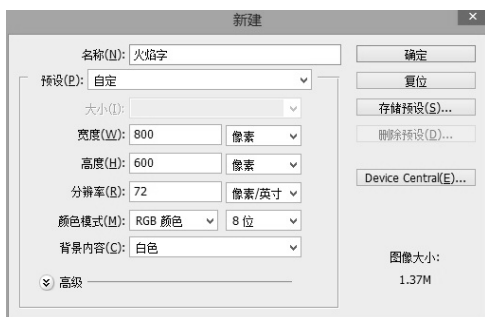 新建
名称(N): 火焰字
确定
预设(P): 自定
复位
大小(I):
存储预设(S)...
宽度(W): 800 像素
删除预设(D)...
高度(H): 600 像素
Device Central(E)...
分辨率(R): 72 像素/英寸
颜色模式(M): RGB 颜色 8 位
背景内容(C): 白色
图像大小:
高级
1.37M